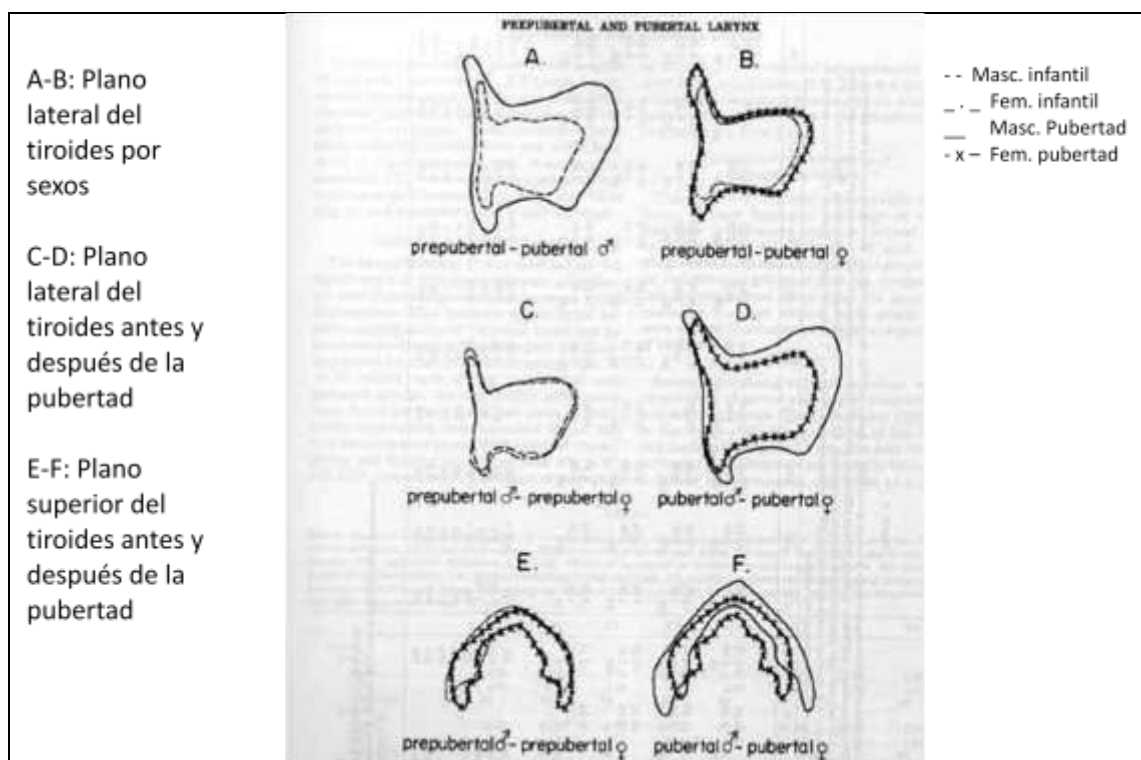 PREPUBERTAL AND PUBERTAL LARYNX
A-B: Plano
lateral del
tiroides por
sexos
C-D: Plano
lateral del
tiroides antes y
después de la
pubertad
E-F: Plano
superior del
tiroides antes y
después de la
pubertad
A.
B.
prepubertal - pubertal ♂
prepubertal - pubertal ♀
C.
D.
prepubertal ♂ - prepubertal ♀
pubertal ♂ - pubertal ♀
E.
F.
prepubertal ♂ - prepubertal ♀
pubertal ♂ - pubertal ♀
- - Masc. infantil
_ . _ Fem. infantil
__ Masc. Pubertad
- x – Fem. pubertad